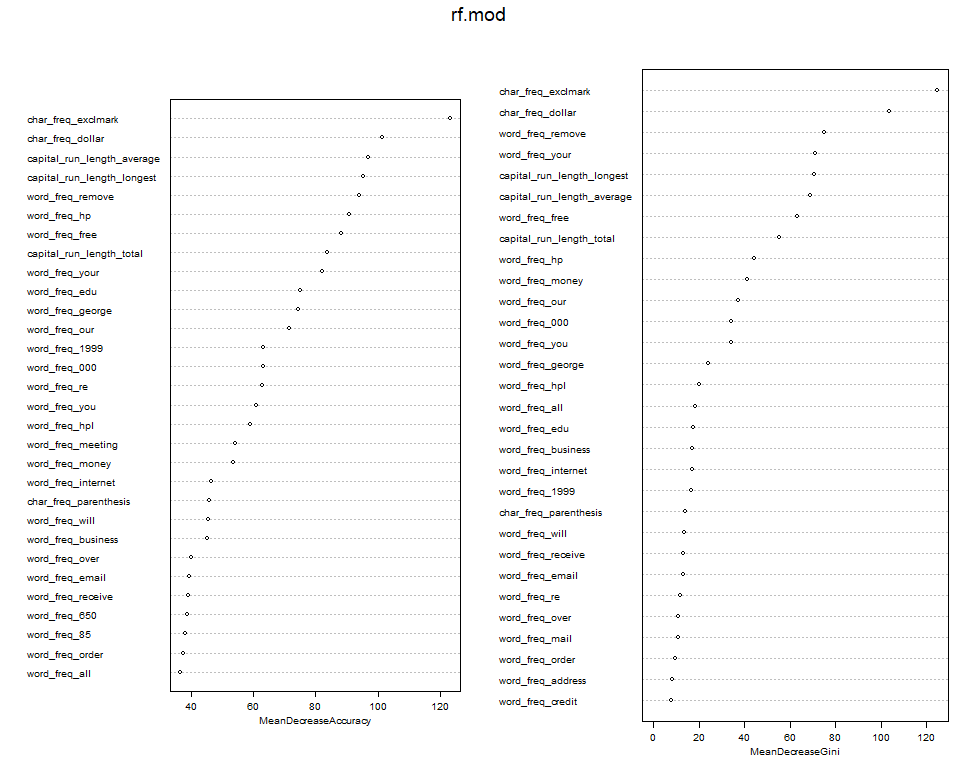 rf.mod
char_freq_exclmark
char_freq_dollar
capital_run_length_average
capital_run_length_longest
word_freq_remove
word_freq_hp
word_freq_free
capital_run_length_total
word_freq_your
word_freq_edu
word_freq_george
word_freq_our
word_freq_1999
word_freq_000
word_freq_re
word_freq_you
word_freq_hpl
word_freq_meeting
word_freq_money
word_freq_internet
char_freq_parenthesis
word_freq_will
word_freq_business
word_freq_over
word_freq_email
word_freq_receive
word_freq_650
word_freq_85
word_freq_order
word_freq_all
40 60 80 100 120
MeanDecreaseAccuracy
char_freq_exclmark
char_freq_dollar
word_freq_remove
word_freq_your
capital_run_length_longest
capital_run_length_average
word_freq_free
capital_run_length_total
word_freq_hp
word_freq_money
word_freq_our
word_freq_000
word_freq_you
word_freq_george
word_freq_hpl
word_freq_all
word_freq_edu
word_freq_business
word_freq_internet
word_freq_1999
char_freq_parenthesis
word_freq_will
word_freq_receive
word_freq_email
word_freq_re
word_freq_over
word_freq_mail
word_freq_order
word_freq_address
word_freq_credit
0 20 40 60 80 100 120
MeanDecreaseGini